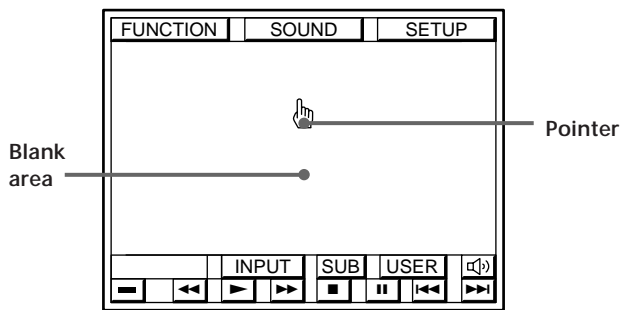 FUNCTION SOUND SETUP
Pointer
Blank
area
INPUT SUB USER